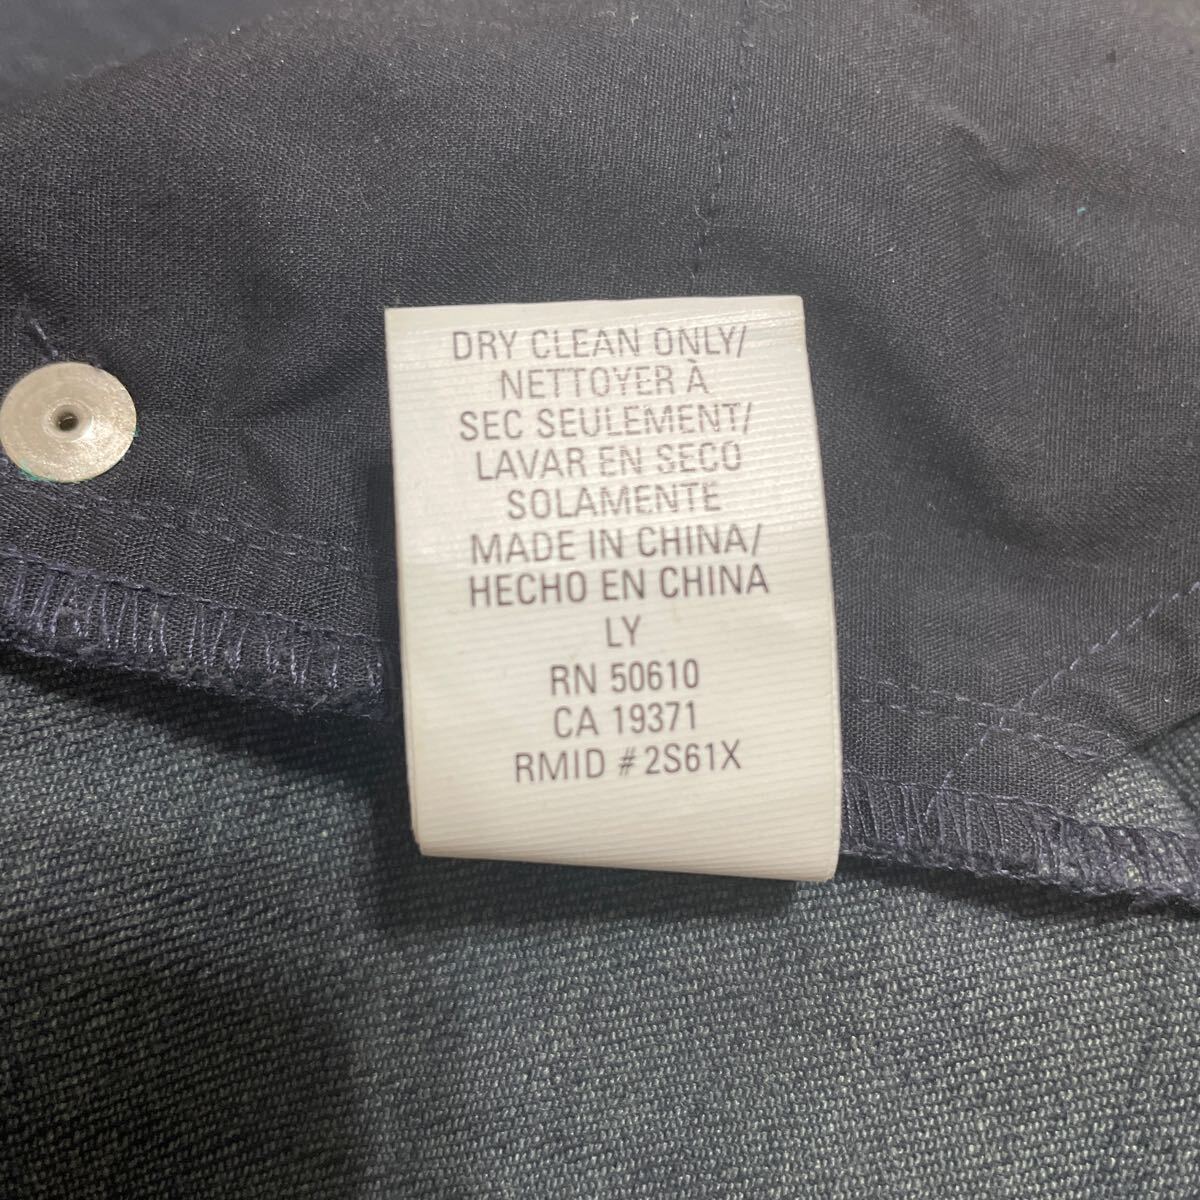 DRY CLEAN ONLY/
NETTOYER À
SEC SEULEMENT/
LAVAR EN SECO
SOLAMENTE
MADE IN CHINA/
HECHO EN CHINA
LY
RN 50610
CA 19371
RMID # 2S61X